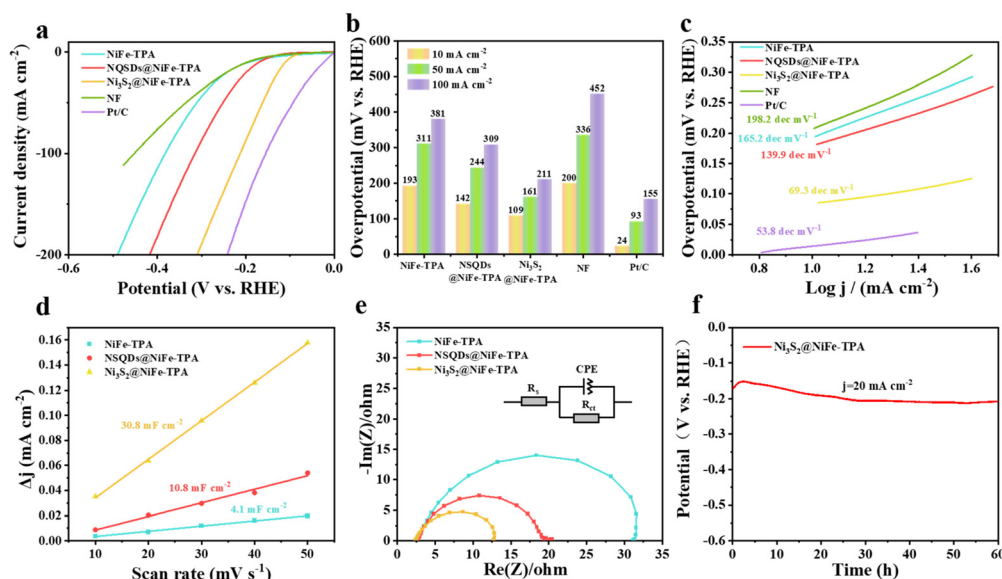 a
Current density (mA cm⁻²)
0
-100
-200
NiFe-TPA
NQSDs@NiFe-TPA
Ni₃S₂@NiFe-TPA
NF
Pt/C
-0.6
-0.4
-0.2
0.0
Potential (V vs. RHE)
b
Overpotential (mV vs. RHE)
600
500
400
300
200
100
0
10 mA cm⁻²
50 mA cm⁻²
100 mA cm⁻²
193
311
381
142
244
309
109
161
211
200
336
452
24
93
155
NiFe-TPA
NSQDs
@NiFe-TPA
Ni₃S₂
@NiFe-TPA
NF
Pt/C
c
Overpotential (mV vs. RHE)
0.35
0.30
0.25
0.20
0.15
0.10
0.05
0.00
NiFe-TPA
NQSDs@NiFe-TPA
Ni₃S₂@NiFe-TPA
NF
Pt/C
198.2 dec mV⁻¹
165.2 dec mV⁻¹
139.9 dec mV⁻¹
69.3 dec mV⁻¹
53.8 dec mV⁻¹
0.6
0.8
1.0
1.2
1.4
1.6
Log j / (mA cm⁻²)
d
Δj (mA cm⁻²)
0.16
0.14
0.12
0.10
0.08
0.06
0.04
0.02
0.00
NiFe-TPA
NSQDs@NiFe-TPA
Ni₃S₂@NiFe-TPA
30.8 mF cm⁻²
10.8 mF cm⁻²
4.1 mF cm⁻²
10
20
30
40
50
Scan rate (mV s⁻¹)
e
-Im(Z)/ohm
-35
-30
-25
-20
-15
-10
-5
0
NiFe-TPA
NSQDs@NiFe-TPA
Ni₃S₂@NiFe-TPA
CPE
Rs
Rct
0
5
10
15
20
25
30
35
Re(Z)/ohm
f
Potential（V vs. RHE）
-0.0
-0.1
-0.2
-0.3
-0.4
-0.5
-0.6
Ni₃S₂@NiFe-TPA
j=20 mA cm⁻²
0
10
20
30
40
50
60
Time (h)